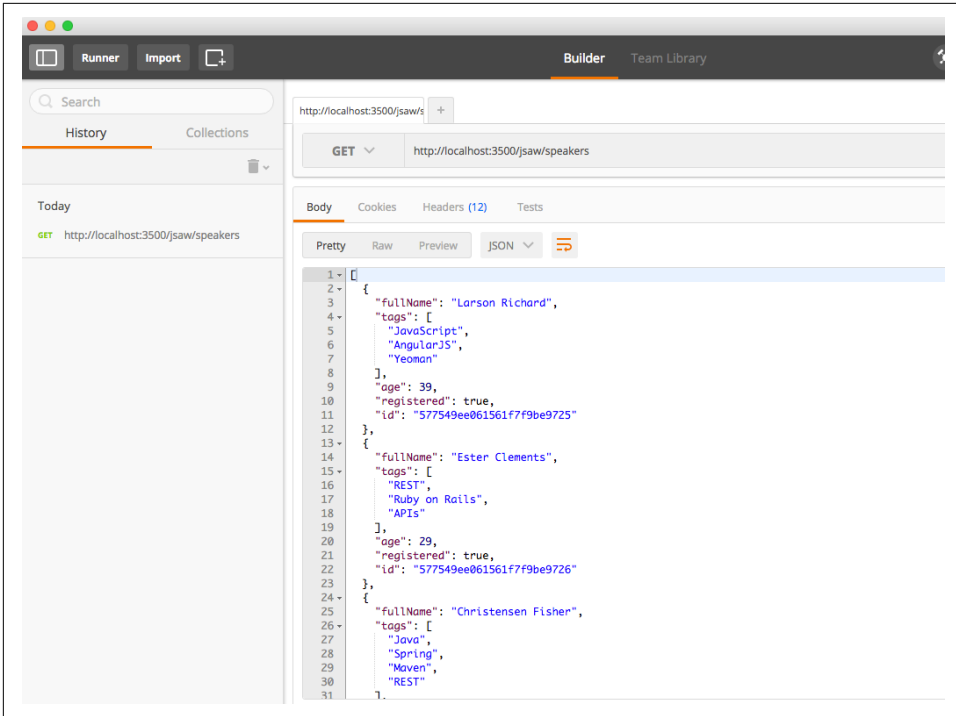 Runner Import Builder Team Library
Search
History Collections
Today
GET http://localhost:3500/jsaw/speakers
http://localhost:3500/jsaw/s +
GET http://localhost:3500/jsaw/speakers
Body Cookies Headers (12) Tests
Pretty Raw Preview JSON
1 [
2 {
3 "fullName": "Larson Richard",
4 "tags": [
5 "JavaScript",
6 "AngularJS",
7 "Yeoman"
8 ],
9 "age": 39,
10 "registered": true,
11 "id": "577549ee061561f7f9be9725"
12 },
13 {
14 "fullName": "Ester Clements",
15 "tags": [
16 "REST",
17 "Ruby on Rails",
18 "APIs"
19 ],
20 "age": 29,
21 "registered": true,
22 "id": "577549ee061561f7f9be9726"
23 },
24 {
25 "fullName": "Christensen Fisher",
26 "tags": [
27 "Java",
28 "Spring",
29 "Maven",
30 "REST"
31 ],